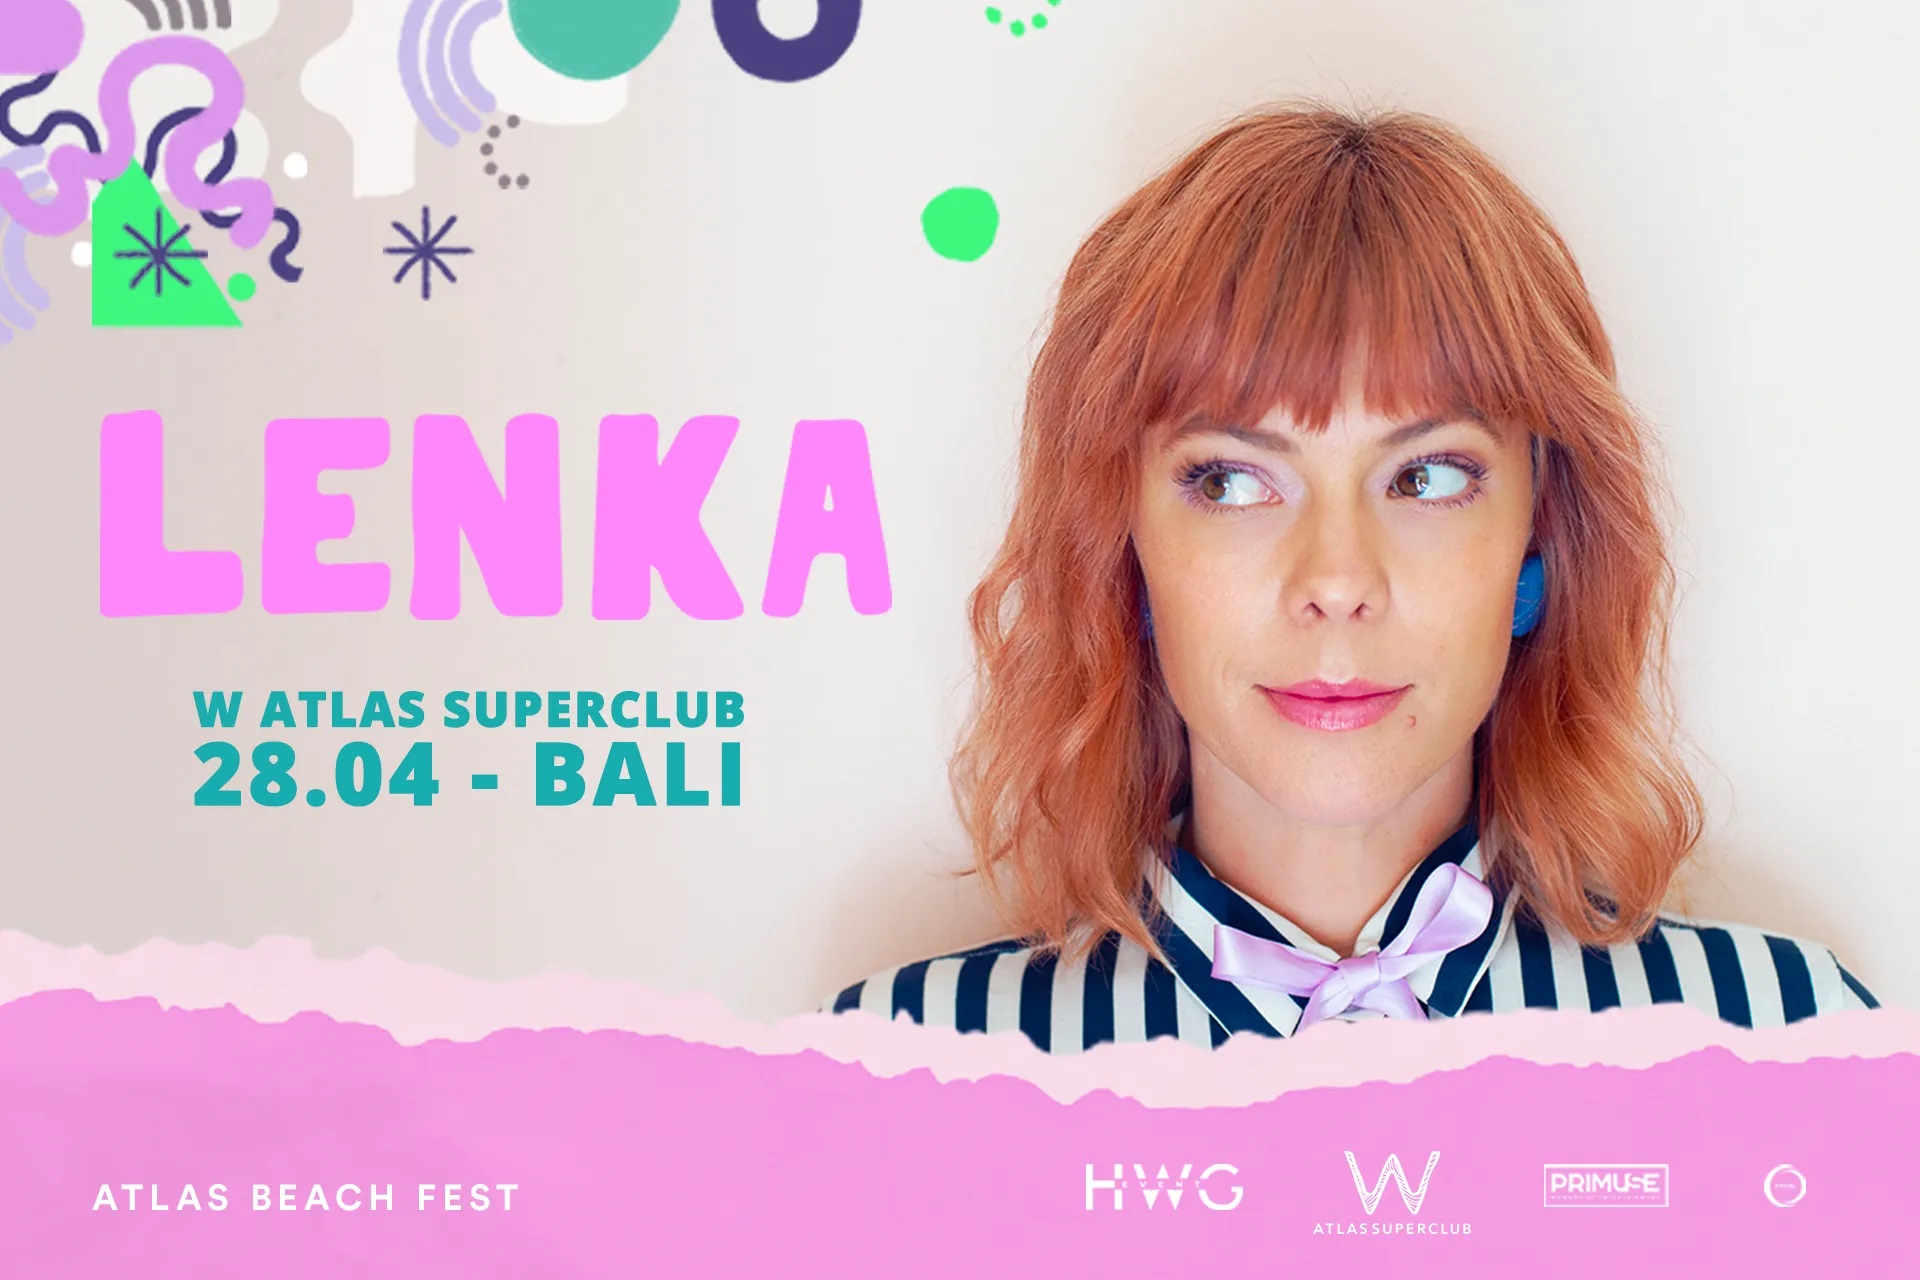 LENKA
W ATLAS SUPERCLUB
28.04 - BALI
ATLAS BEACH FEST
HWG
EVENT
W
ATLAS SUPERCLUB
PRIMUSE